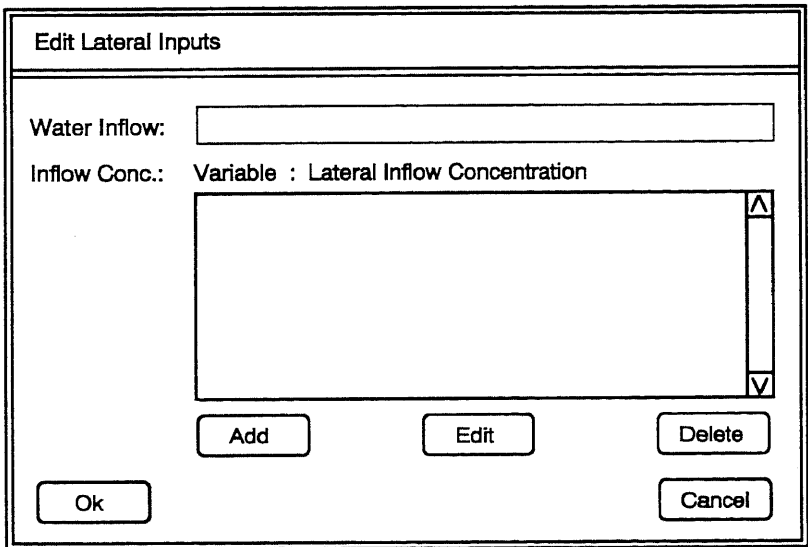 Edit Lateral Inputs
Water Inflow:
Inflow Conc.: Variable : Lateral Inflow Concentration
Add Edit Delete
Ok Cancel